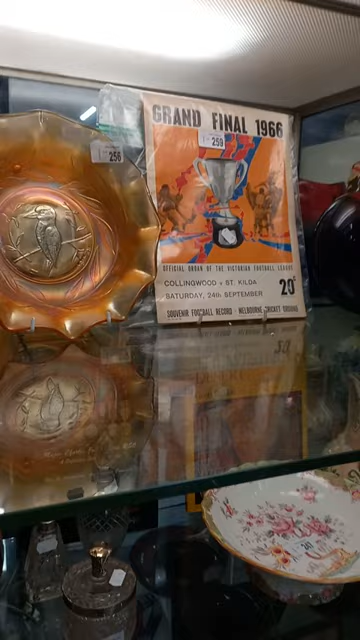 GRAND FINAL 1966
256
259
OFFICIAL ORGAN OF THE VICTORIAN FOOTBALL LEAGUE
COLLINGWOOD v ST. KILDA
SATURDAY, 24th SEPTEMBER
20c
SOUVENIR FOOTBALL RECORD - MELBOURNE CRICKET GROUND